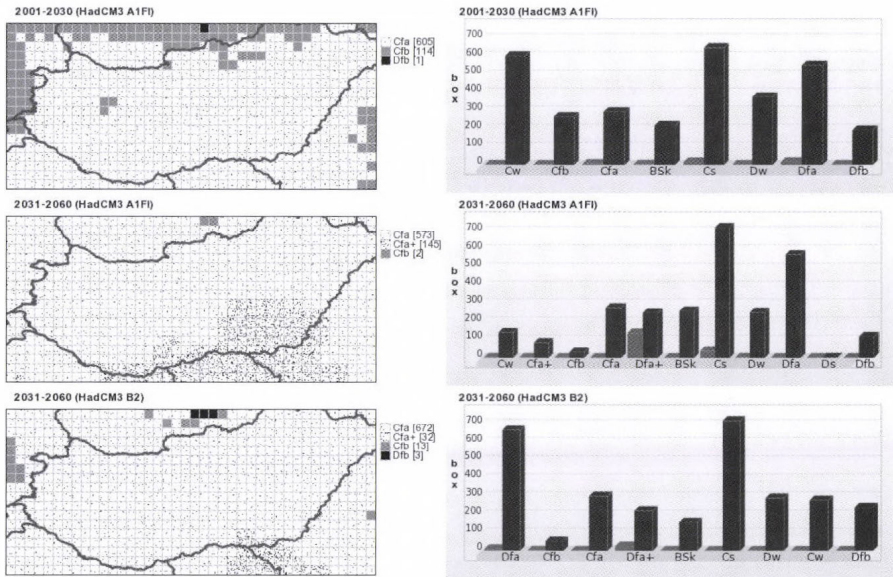 2001-2030 (HadCM3 A1FI)
Cfa [605]
Cfb [114]
Dfb [1]
2001-2030 (HadCM3 A1FI)
box
700
600
500
400
300
200
100
0
Cw Cfb Cfa BSk Cs Dw Dfa Dfb
2031-2060 (HadCM3 A1FI)
Cfa [573]
Cfa+ [145]
Cfb [2]
2031-2060 (HadCM3 A1FI)
box
700
600
500
400
300
200
100
0
Cw Cfa+ Cfb Cfa Dfa+ BSk Cs Dw Dfa Ds Dfb
2031-2060 (HadCM3 B2)
Cfa [672]
Cfa+ [32]
Cfb [13]
Dfb [3]
2031-2060 (HadCM3 B2)
box
700
600
500
400
300
200
100
0
Dfa Cfb Cfa Dfa+ BSk Cs Dw Cw Dfb